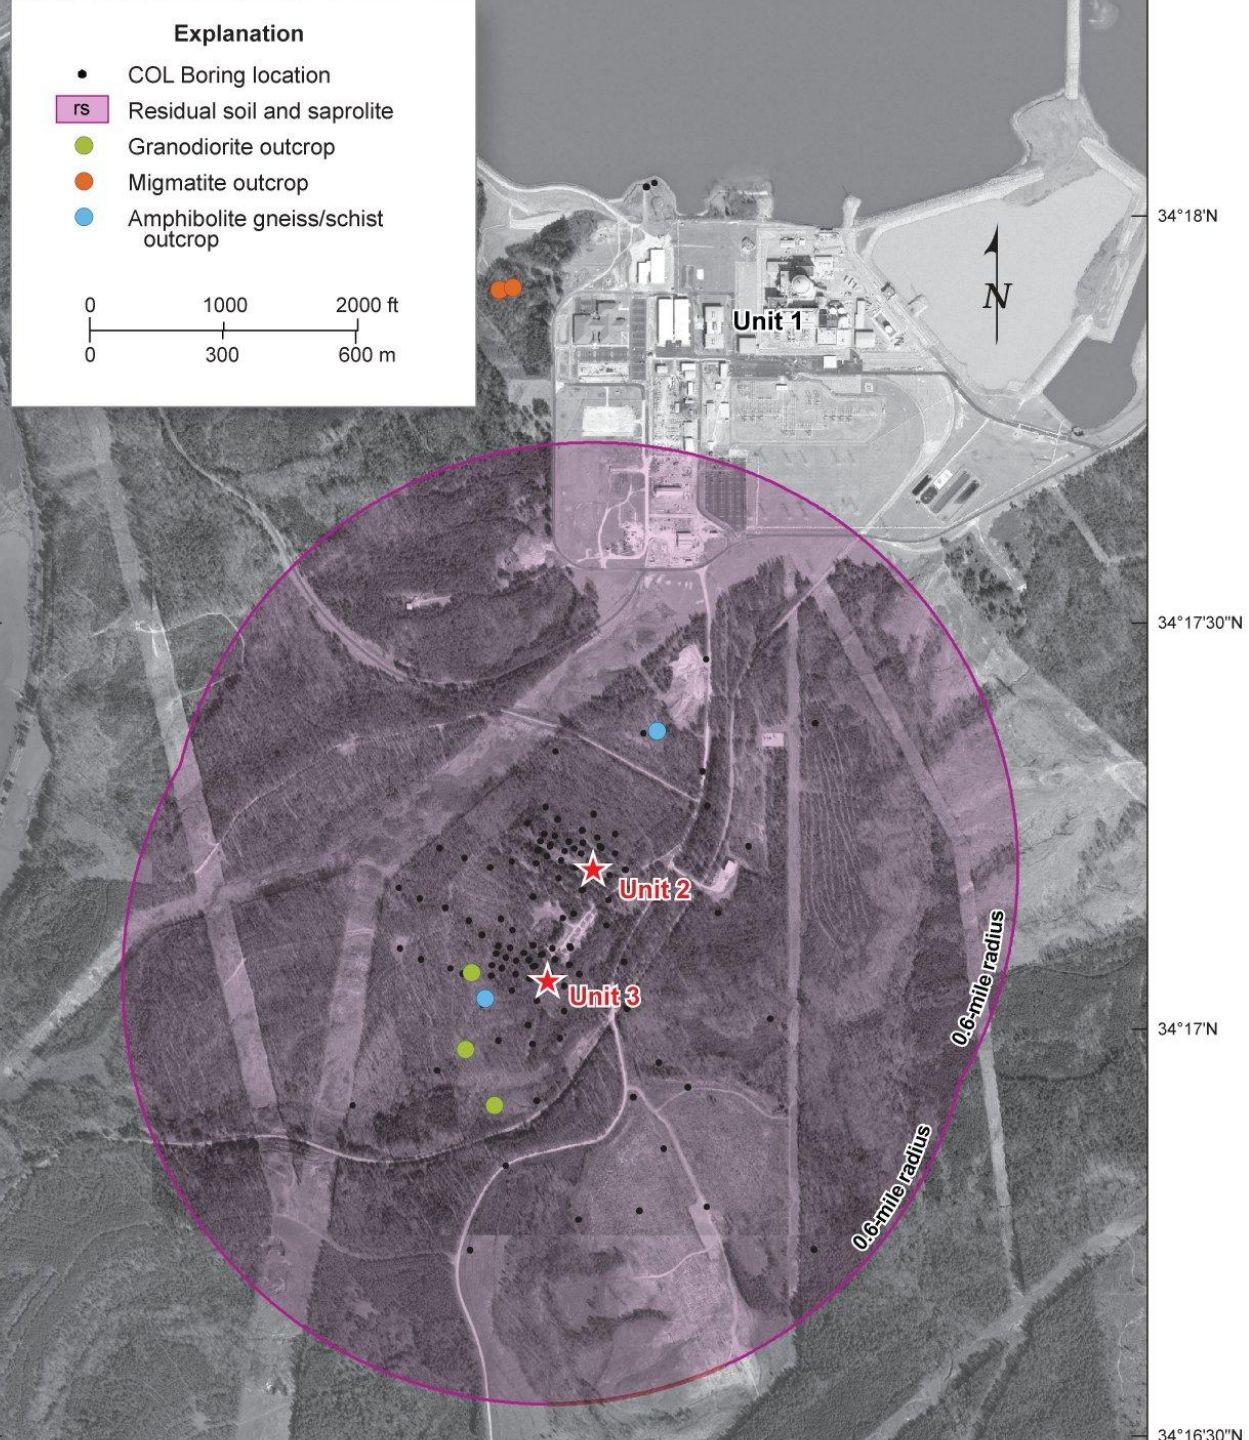 Explanation
COL Boring location
rs
Residual soil and saprolite
Granodiorite outcrop
Migmatite outcrop
Amphibolite gneiss/schist
outcrop
0 1000 2000 ft
0 300 600 m
34°18'N
N
Unit 1
34°17'30"N
Unit 2
0.6-mile radius
Unit 3
34°17'N
0.6-mile radius
34°16'30"N